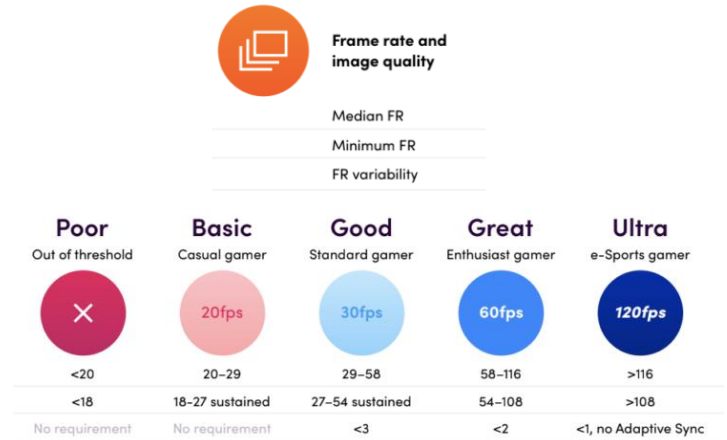 Frame rate and
image quality
Median FR
Minimum FR
FR variability
Poor Basic Good Great Ultra
Out of threshold Casual gamer Standard gamer Enthusiast gamer e-Sports gamer
20fps 30fps 60fps 120fps
<20 20–29 29–58 58–116 >116
<18 18-27 sustained 27–54 sustained 54–108 >108
No requirement No requirement <3 <2 <1, no Adaptive Sync